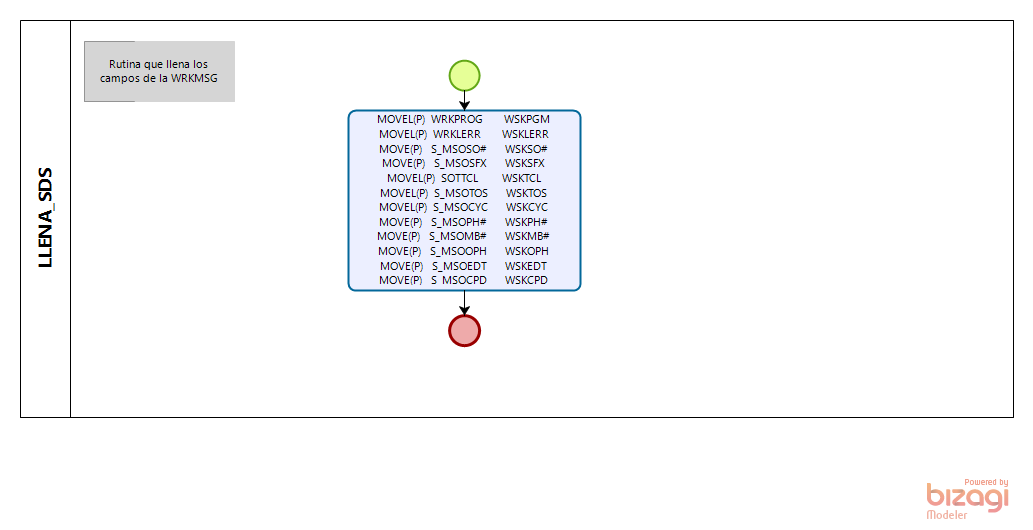 LLENA_SDS
Rutina que llena los
campos de la WRKMSG
MOVEL(P) WRKPROG WSKPGM
MOVEL(P) WRKLERR WSKLERR
MOVE(P) S_MSOSO# WSKSO#
MOVE(P) S_MSOSFX WSKSFX
MOVEL(P) SOTTCL WSKTCL
MOVEL(P) S_MSOTOS WSKTOS
MOVEL(P) S_MSOCYC WSKCYC
MOVE(P) S_MSOPH# WSKPH#
MOVE(P) S_MSOMB# WSKMB#
MOVE(P) S_MSOOPH WSKOPH
MOVE(P) S_MSOEDT WSKEDT
MOVE(P) S_MSOCPD WSKCPD
Powered by
bizagi
Modeler